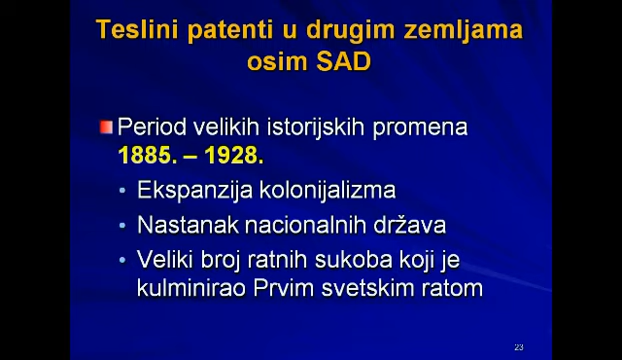 Teslini patenti u drugim zemljama
osim SAD
Period velikih istorijskih promena
1885. – 1928.
• Ekspanzija kolonijalizma
• Nastanak nacionalnih država
• Veliki broj ratnih sukoba koji je
kulminirao Prvim svetskim ratom
23